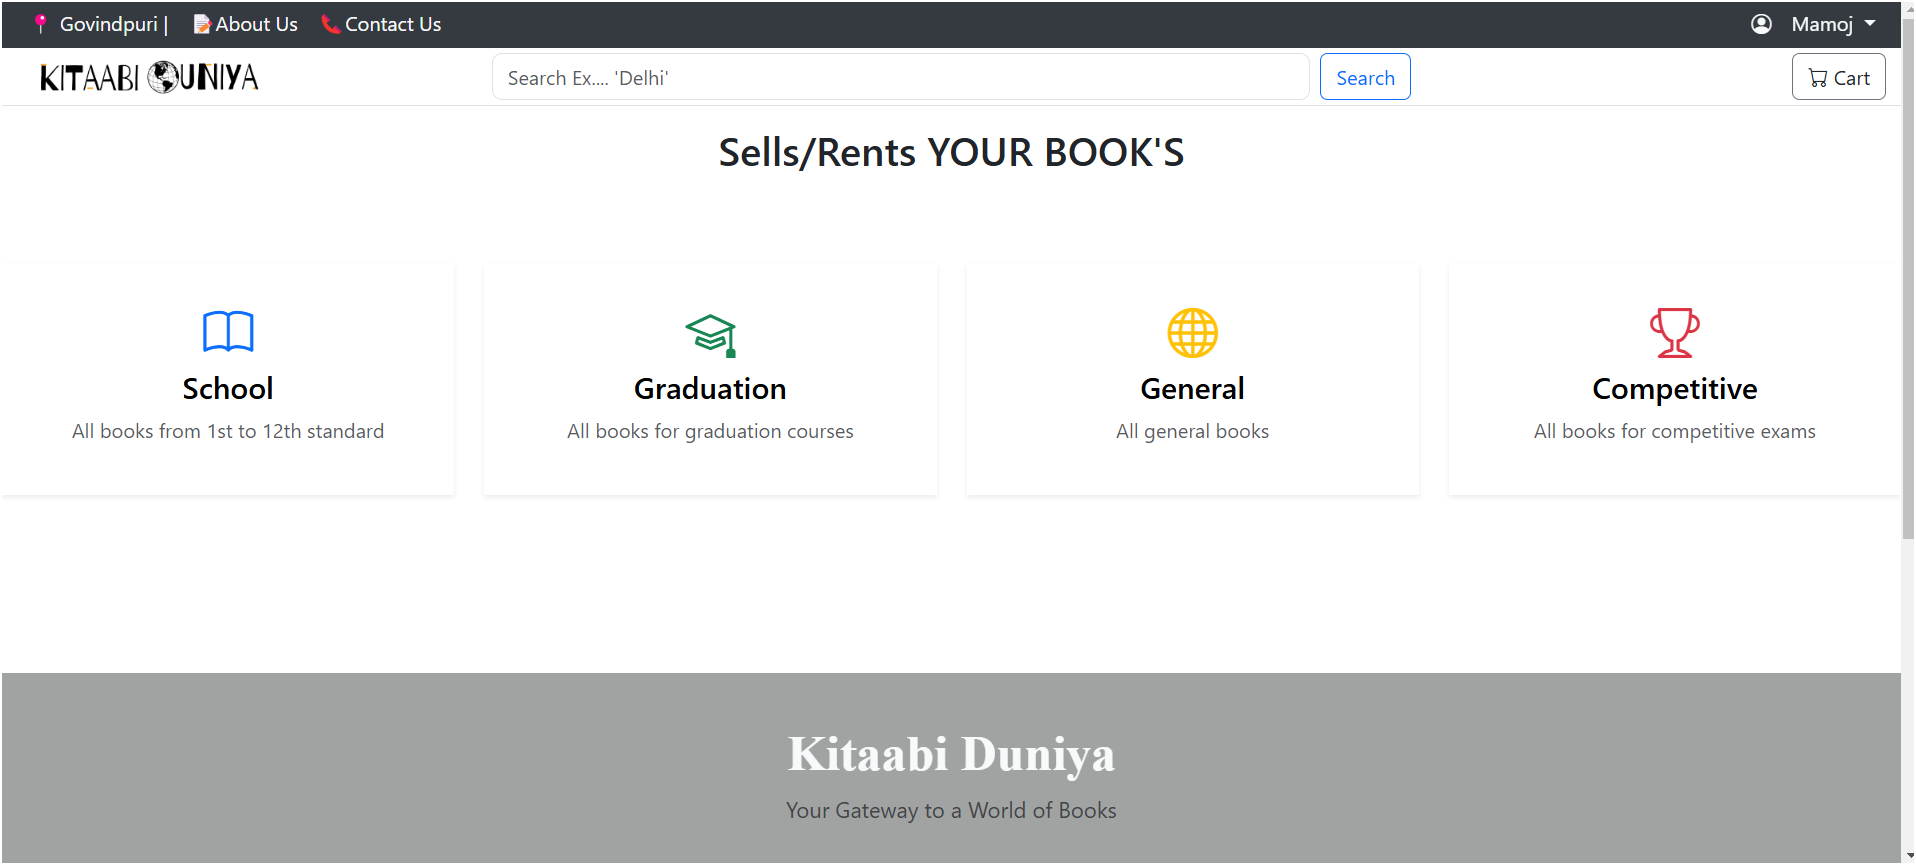 📍 Govindpuri | 📝About Us 📞Contact Us Mamoj
KITAABI DUNIYA Search Ex.... 'Delhi' Search Cart
Sells/Rents YOUR BOOK'S
School Graduation General Competitive
All books from 1st to 12th standard All books for graduation courses All general books All books for competitive exams
Kitaabi Duniya
Your Gateway to a World of Books